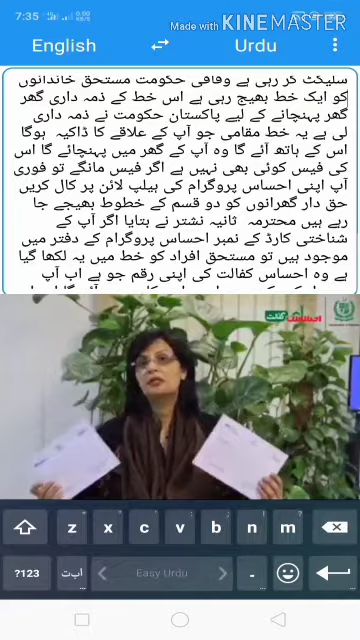 7:35
Made with
KINEMASTER
English
Urdu
سلیکٹ کر رہی ہے وفاقی حکومت مستحق خاندانوں
کو ایک خط بھیج رہی ہے اس خط کے ذمہ داری گھر
گھر پہنچانے کے لیے پاکستان حکومت نے ذمہ داری
لی ہے یہ خط مقامی جو آپ کے علاقے کا ڈاکیہ ہوگا
اس کے ہاتھ آئے گا وہ آپ کے گھر میں پہنچائے گا اس
کی فیس کوئی بھی نہیں ہے اگر فیس مانگے تو فوری
آپ اپنی احساس پروگرام کی ہیلپ لائن پر کال کریں
حق دار گھرانوں کو دو قسم کے خطوط بھیجے جا
رہے ہیں محترمہ ثانیہ نشتر نے بتایا اگر آپ کے
شناختی کارڈ کے نمبر احساس پروگرام کے دفتر میں
موجود ہیں تو مستحق افراد کو خط میں یہ لکھا گیا
ہے وہ احساس کفالت کی اپنی رقم جو ہے اب آپ
احساس کفالت
z x c v b n m
?123
ا ب ت
Easy Urdu
-